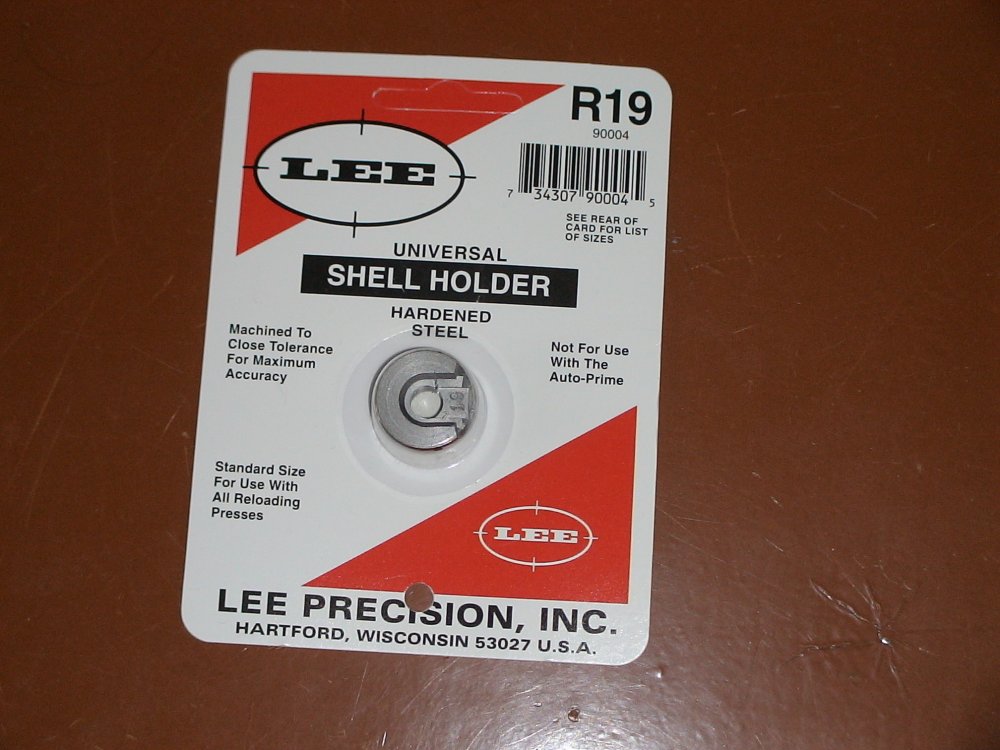 R19
90004
LEE
7 34307 90004 5
SEE REAR OF
CARD FOR LIST
OF SIZES
UNIVERSAL
SHELL HOLDER
HARDENED
STEEL
Machined To
Close Tolerance
For Maximum
Accuracy
Not For Use
With The
Auto-Prime
19
Standard Size
For Use With
All Reloading
Presses
LEE
LEE PRECISION, INC.
HARTFORD, WISCONSIN 53027 U.S.A.